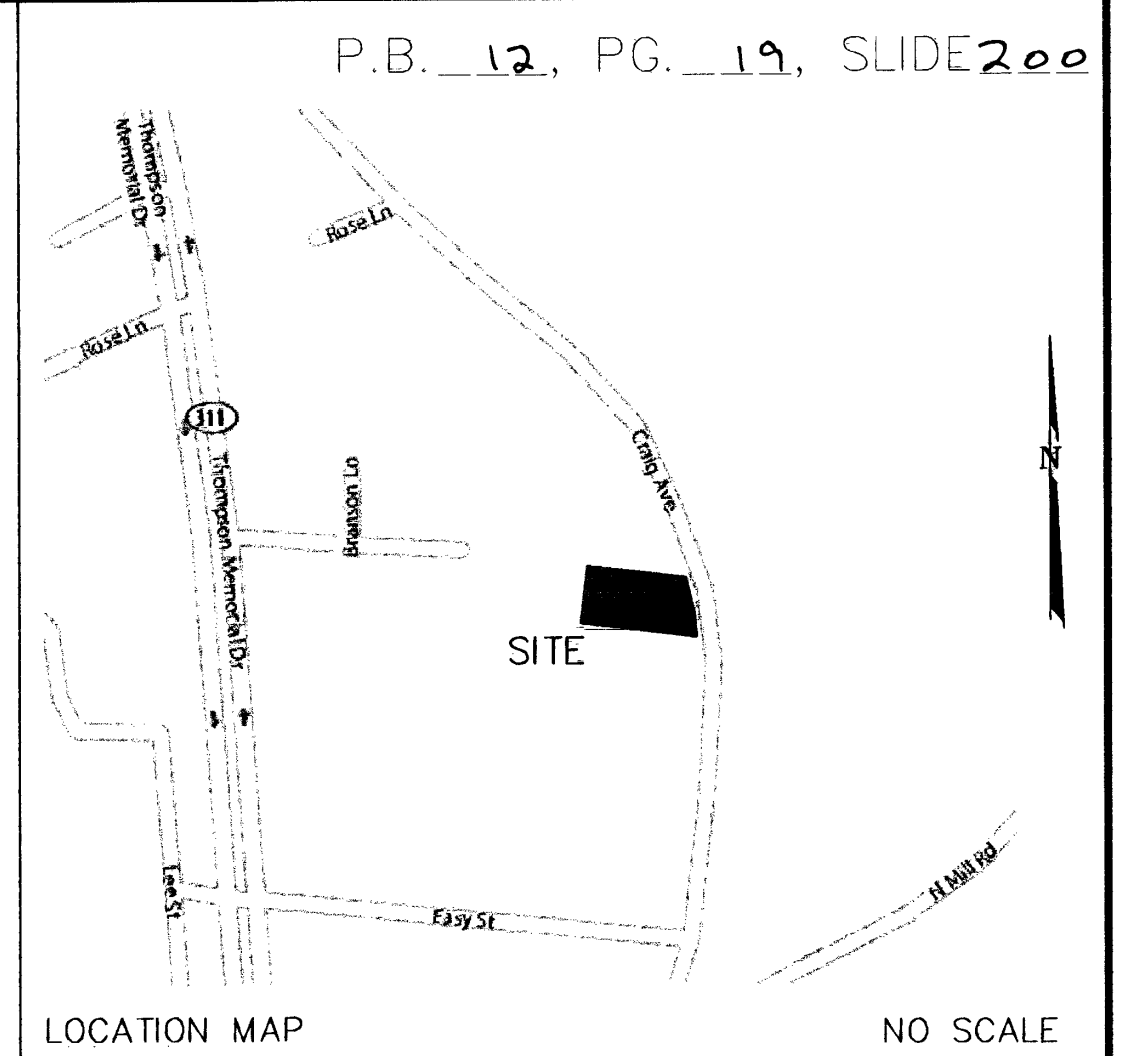 P.B. 12, PG. 19, SLIDE 200
Thompson
Memorial Dr
Rose Ln
Rose Ln
311
Craig Ave
N
Thompson Memorial Dr
Branson Ln
SITE
Lee St
Easy St
N Mill Rd
LOCATION MAP
NO SCALE